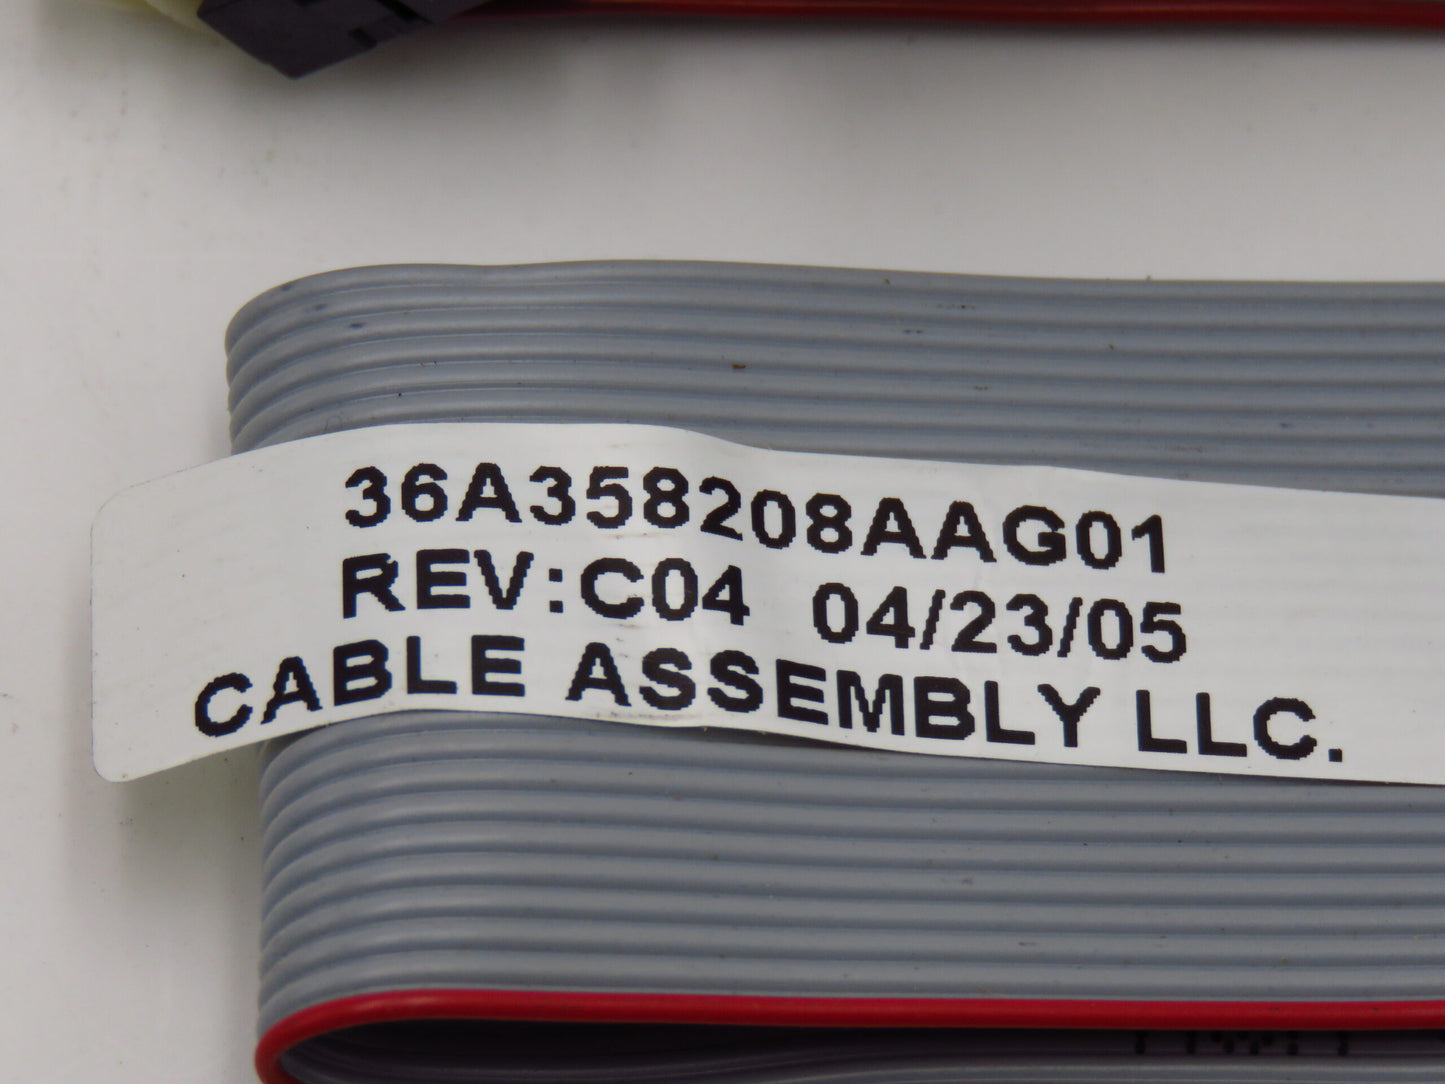 36A358208AAG01
REV:C04 04/23/05
CABLE ASSEMBLY LLC.